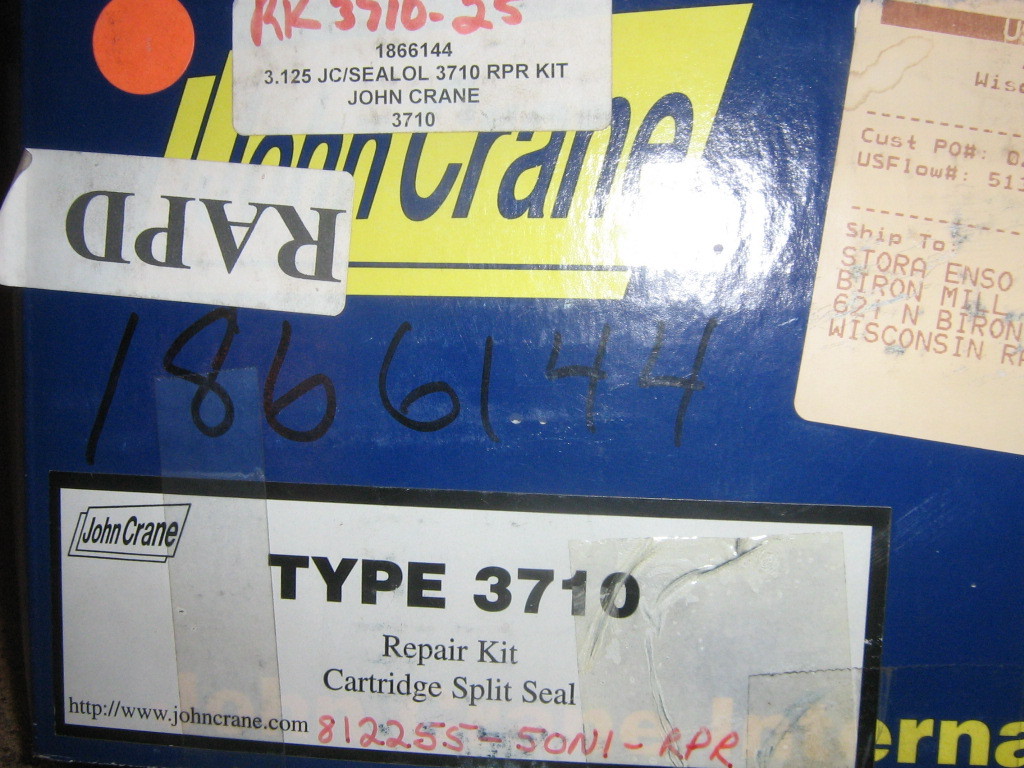 RK 3710-25
1866144
3.125 JC/SEALOL 3710 RPR KIT
JOHN CRANE
3710
John Crane
RAPD
Cust PO#:
USFlow#:
Ship To
STORA ENSO
BIRON MILL
N BIRON
WISCONSIN
1866144
John Crane
TYPE 3710
Repair Kit
Cartridge Split Seal
http://www.johncrane.com
812255-50N1-RPR